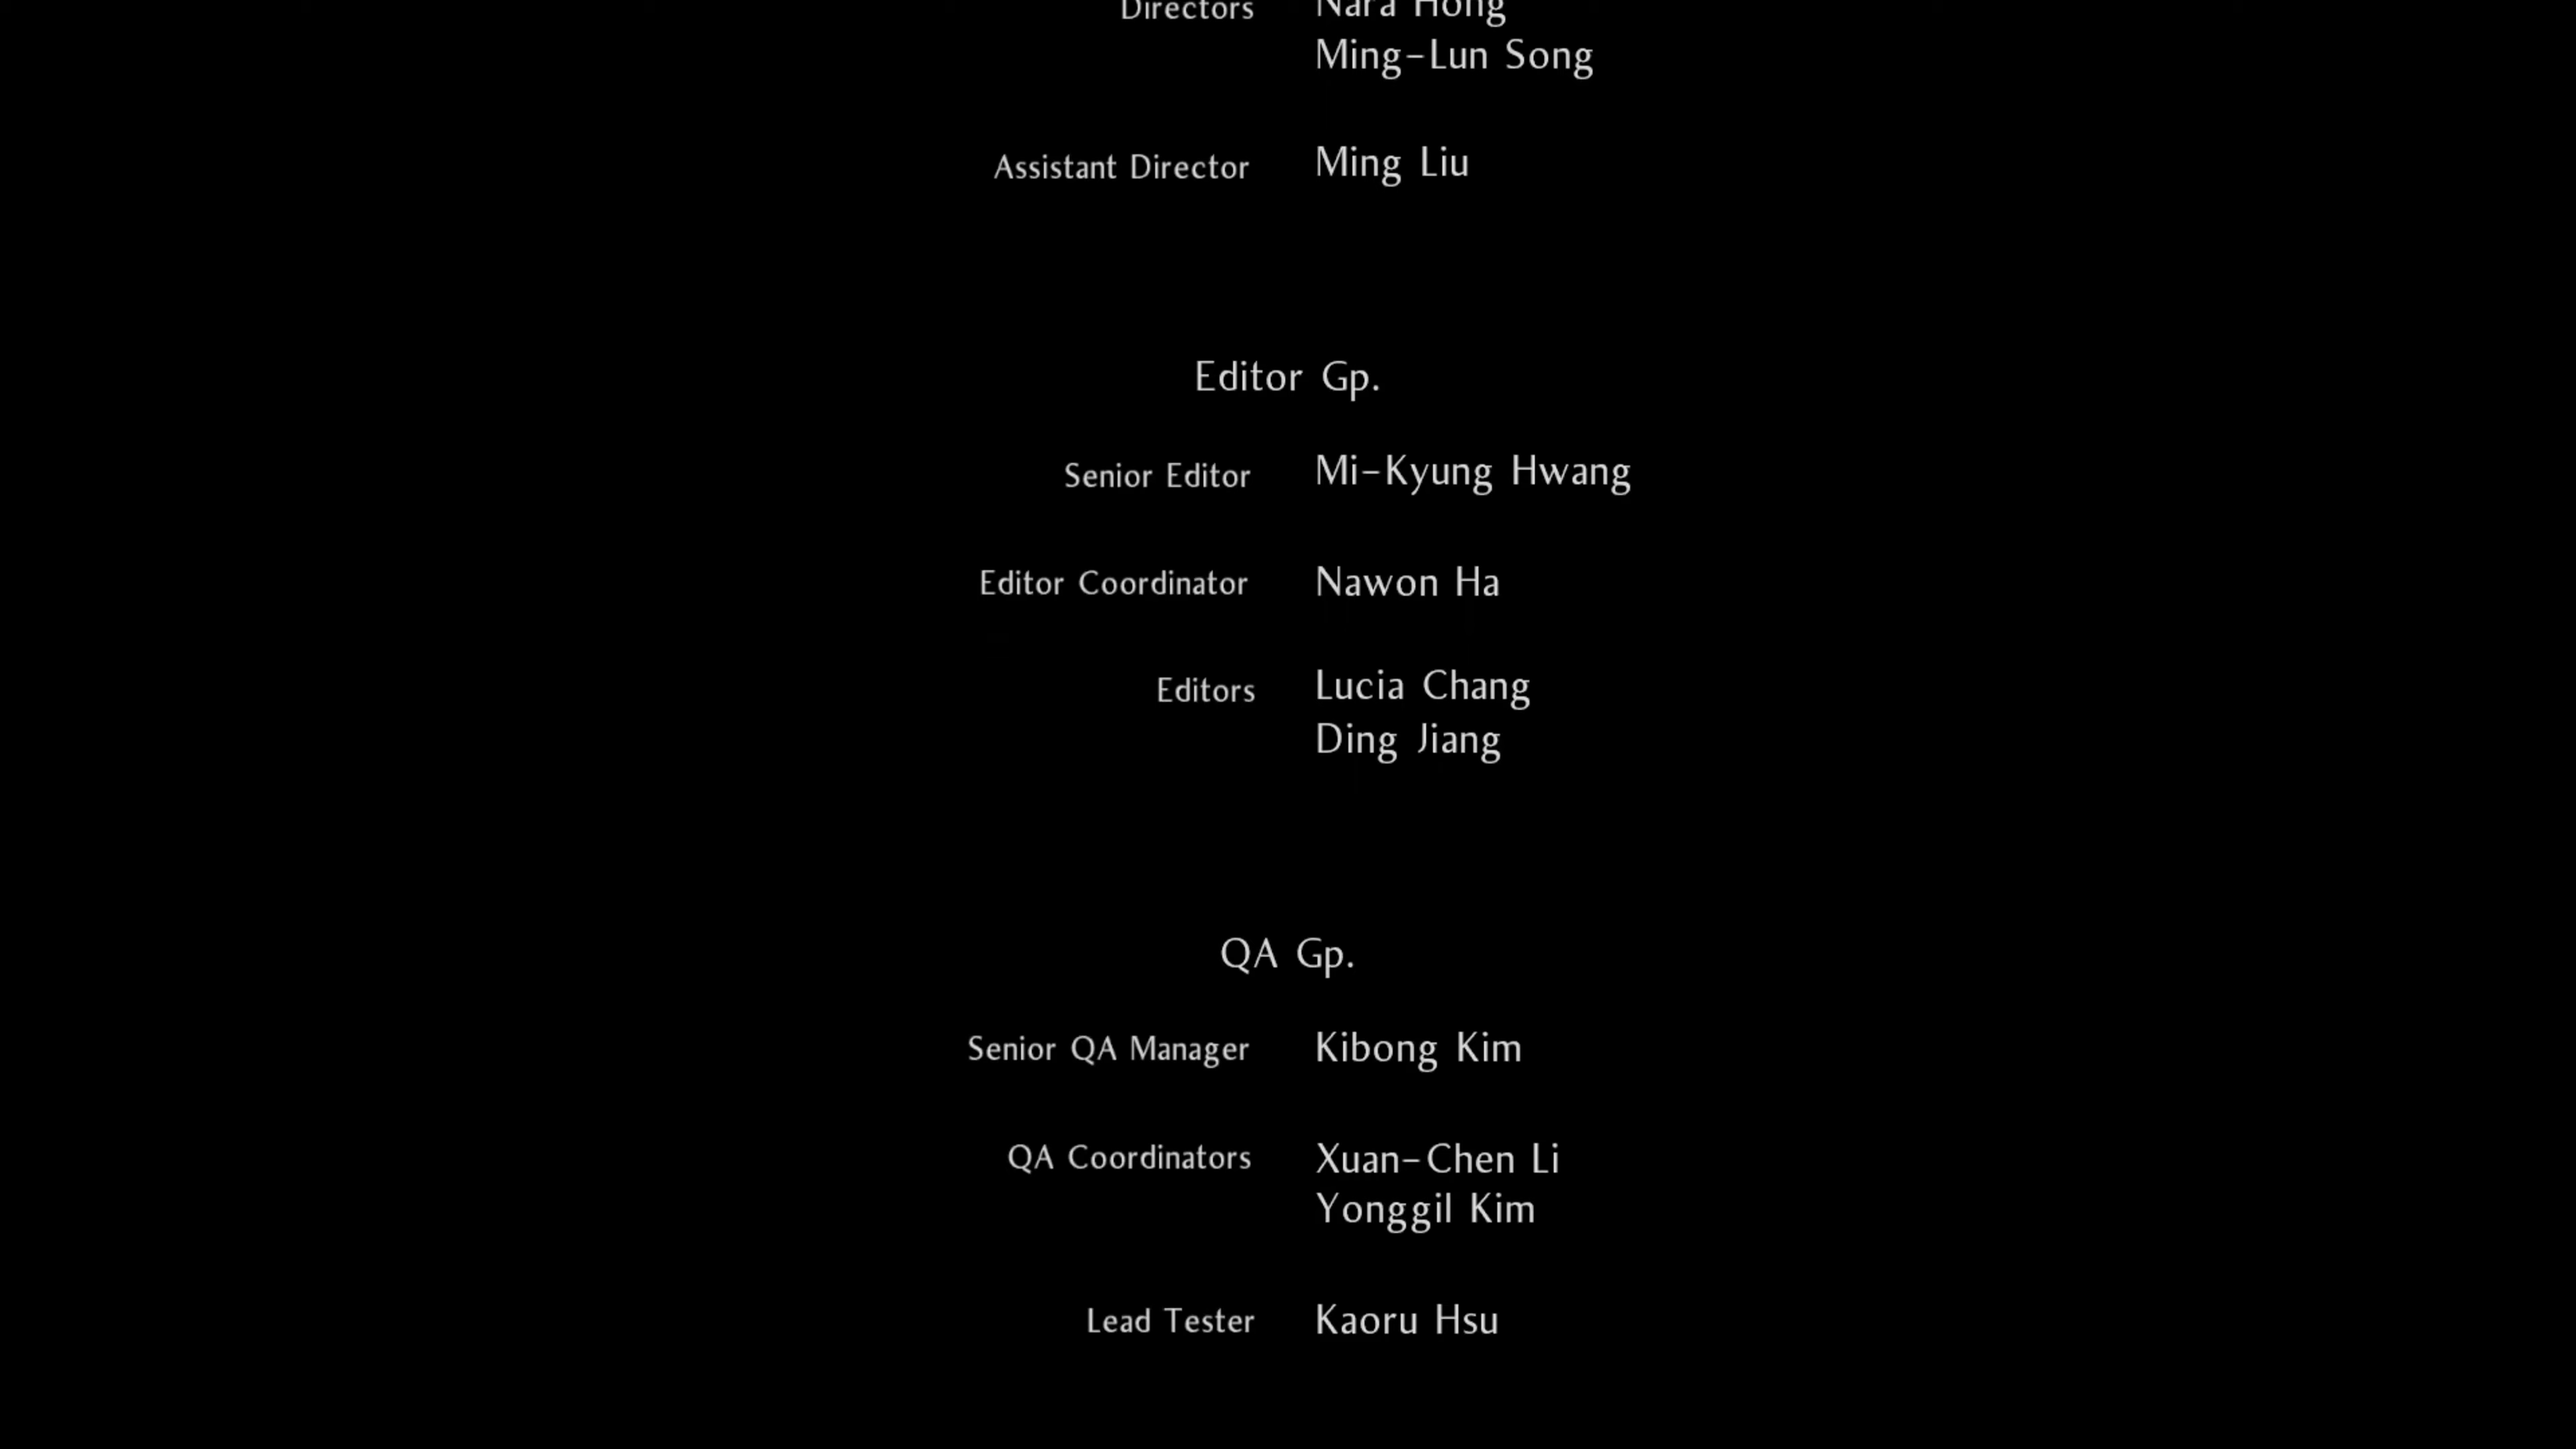 Directors Nara Hong
Ming-Lun Song
Assistant Director Ming Liu
Editor Gp.
Senior Editor Mi-Kyung Hwang
Editor Coordinator Nawon Ha
Editors Lucia Chang
Ding Jiang
QA Gp.
Senior QA Manager Kibong Kim
QA Coordinators Xuan-Chen Li
Yonggil Kim
Lead Tester Kaoru Hsu